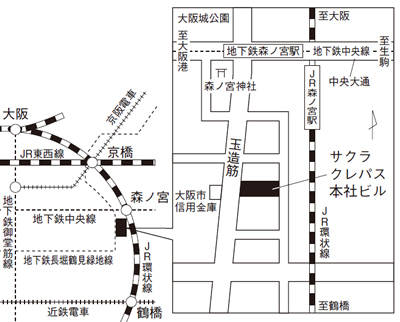 大阪城公園
至大阪
至大阪港
地下鉄森ノ宮駅
地下鉄中央線
至生駒
中央大通
森ノ宮神社
JR森ノ宮駅
玉造筋
サクラ
クレパス
本社ビル
大阪市
信用金庫
JR環状線
至鶴橋
大阪
京阪電車
JR東西線
京橋
森ノ宮
地下鉄中央線
地下鉄御堂筋線
地下鉄長堀鶴見緑地線
JR環状線
近鉄電車
鶴橋